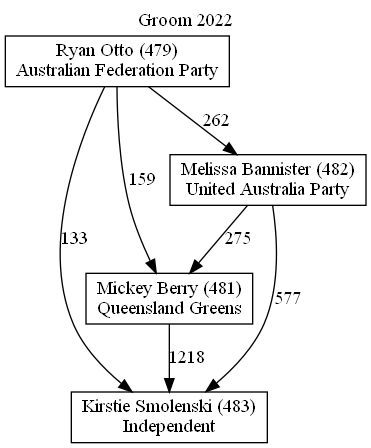 Groom 2022
Ryan Otto (479)
Australian Federation Party
262
Melissa Bannister (482)
United Australia Party
159
133
275
577
Mickey Berry (481)
Queensland Greens
1218
Kirstie Smolenski (483)
Independent